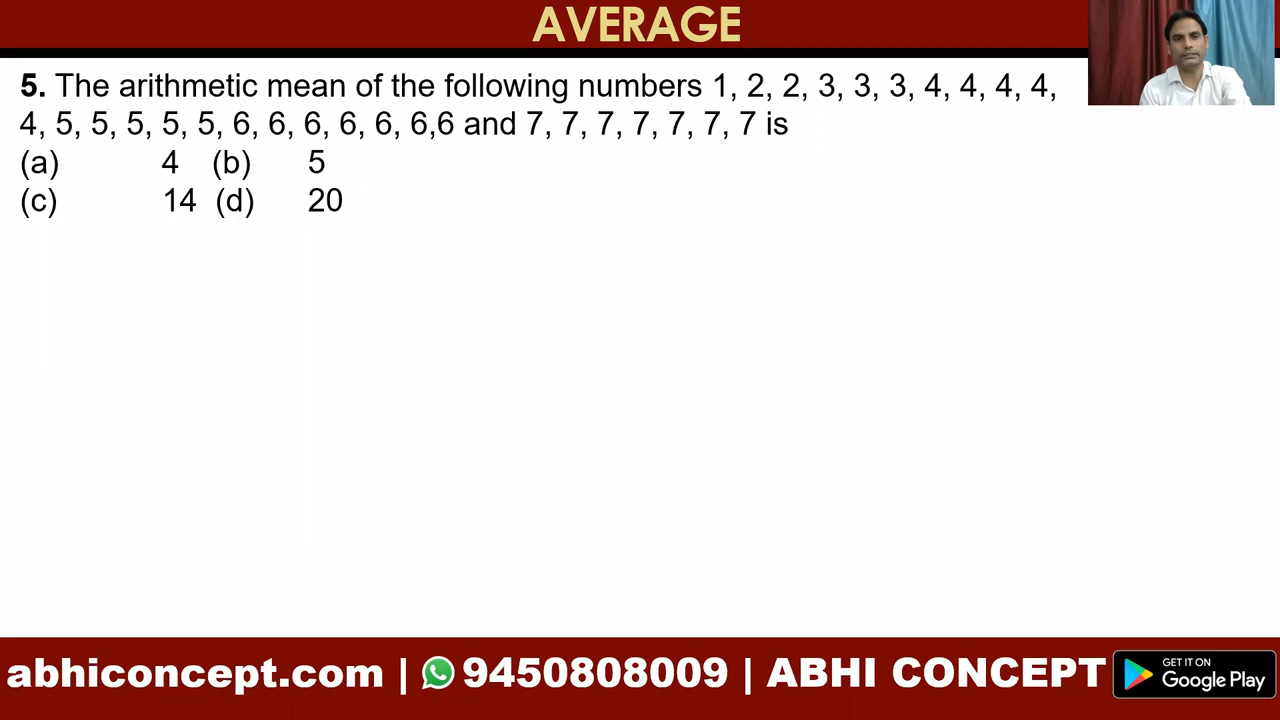 AVERAGE
5. The arithmetic mean of the following numbers 1, 2, 2, 3, 3, 3, 4, 4, 4, 4,
4, 5, 5, 5, 5, 5, 6, 6, 6, 6, 6, 6,6 and 7, 7, 7, 7, 7, 7, 7 is
(a) 4 (b) 5
(c) 14 (d) 20
abhiconcept.com | 9450808009 | ABHI CONCEPT
GET IT ON
Google Play